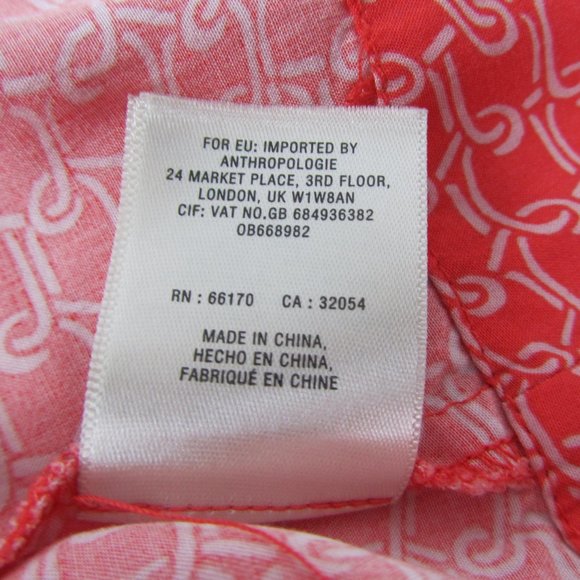 FOR EU: IMPORTED BY
ANTHROPOLOGIE
24 MARKET PLACE, 3RD FLOOR,
LONDON, UK W1W8AN
CIF: VAT NO.GB 684936382
OB668982
RN : 66170 CA : 32054
MADE IN CHINA,
HECHO EN CHINA,
FABRIQUÉ EN CHINE